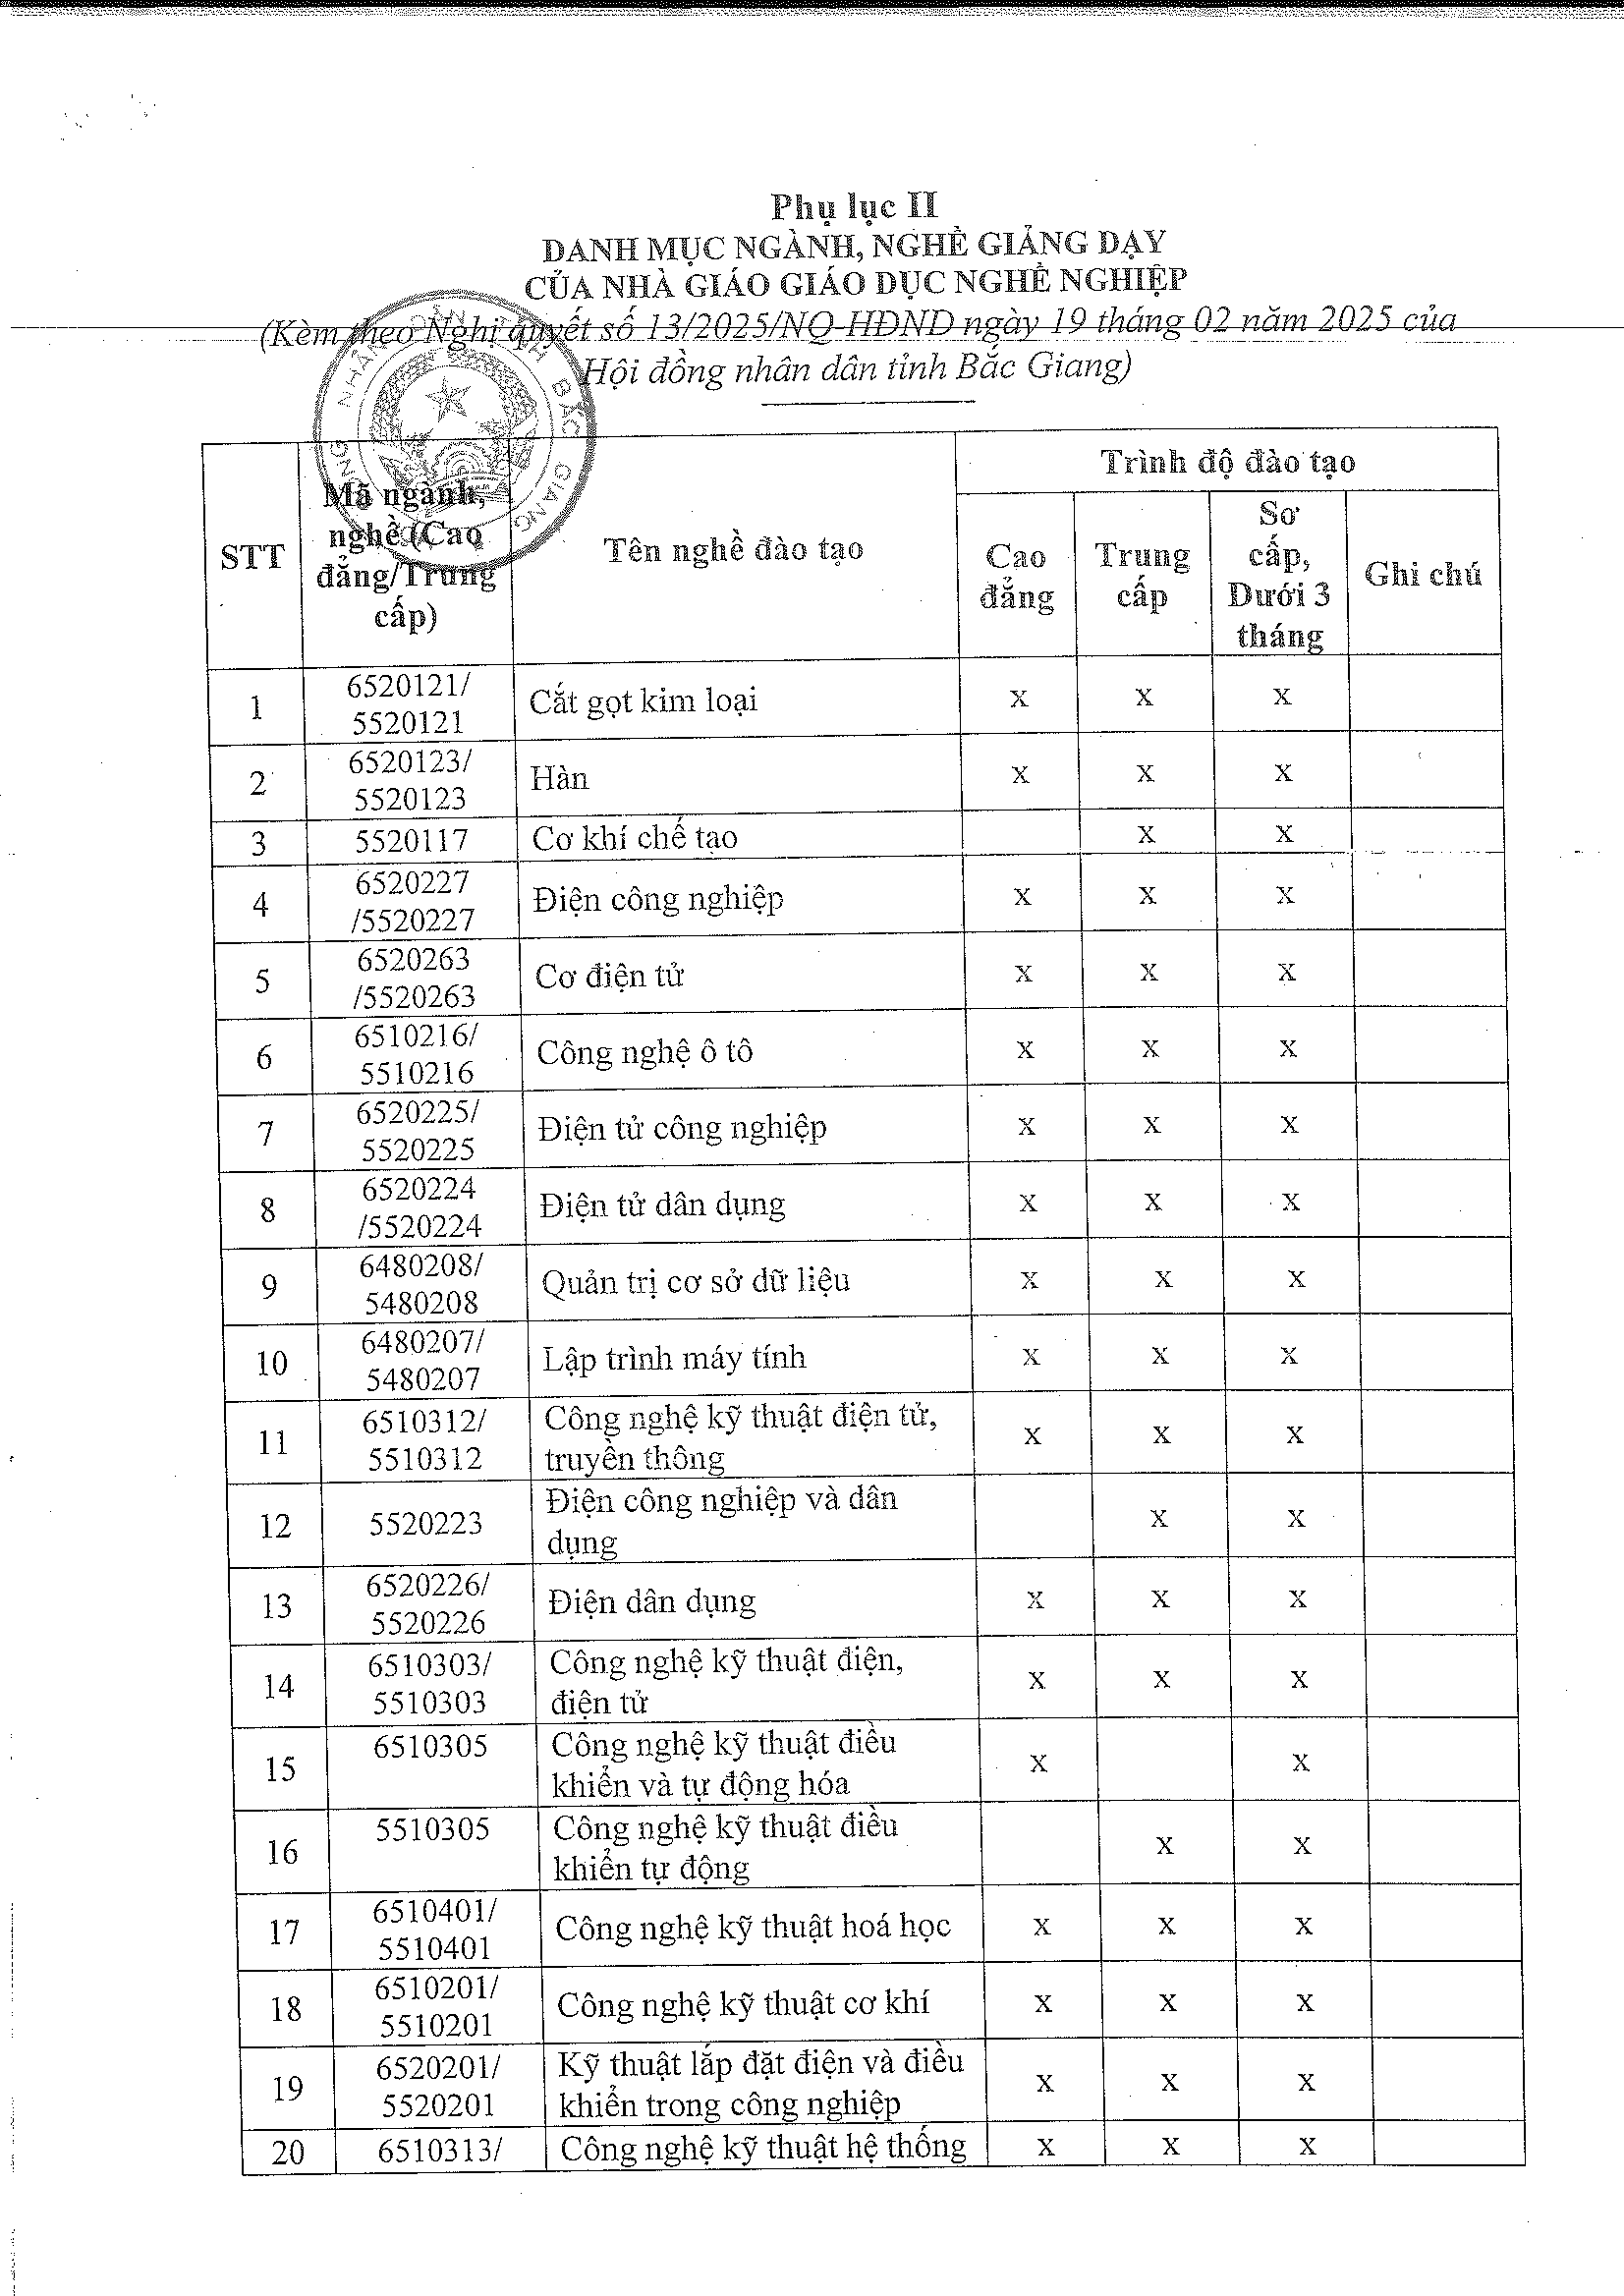 Phụ lục II
DANH MỤC NGÀNH, NGHỀ GIẢNG DẠY
CỦA NHÀ GIÁO GIÁO DỤC NGHỀ NGHIỆP
(Kèm theo Nghị quyết số 13/2025/NQ-HĐND ngày 19 tháng 02 năm 2025 của
Hội đồng nhân dân tỉnh Bắc Giang)
STT
Mã ngành,
nghề (Cao
đẳng/Trung
cấp)
Tên nghề đào tạo
Trình độ đào tạo
Cao
đẳng
Trung
cấp
Sơ
cấp,
Dưới 3
tháng
Ghi chú
1
6520121/
5520121
Cắt gọt kim loại
X X X
2
6520123/
5520123
Hàn
X X X
3 5520117 Cơ khí chế tạo X X
4
6520227
/5520227
Điện công nghiệp
X X X
5
6520263
/5520263
Cơ điện tử
X X X
6
6510216/
5510216
Công nghệ ô tô
X X X
7
6520225/
5520225
Điện tử công nghiệp
X X X
8
6520224
/5520224
Điện tử dân dụng
X X X
9
6480208/
5480208
Quản trị cơ sở dữ liệu
X X X
10
6480207/
5480207
Lập trình máy tính
X X X
11
6510312/
5510312
Công nghệ kỹ thuật điện tử,
truyền thông
X X X
12
5520223
Điện công nghiệp và dân
dụng
X X
13
6520226/
5520226
Điện dân dụng
X X X
14
6510303/
5510303
Công nghệ kỹ thuật điện,
điện tử
X X X
15
6510305
Công nghệ kỹ thuật điều
khiển và tự động hóa
X X
16
5510305
Công nghệ kỹ thuật điều
khiển tự động
X X
17
6510401/
5510401
Công nghệ kỹ thuật hoá học
X X X
18
6510201/
5510201
Công nghệ kỹ thuật cơ khí
X X X
19
6520201/
5520201
Kỹ thuật lắp đặt điện và điều
khiển trong công nghiệp
X X X
20 6510313/ Công nghệ kỹ thuật hệ thống X X X